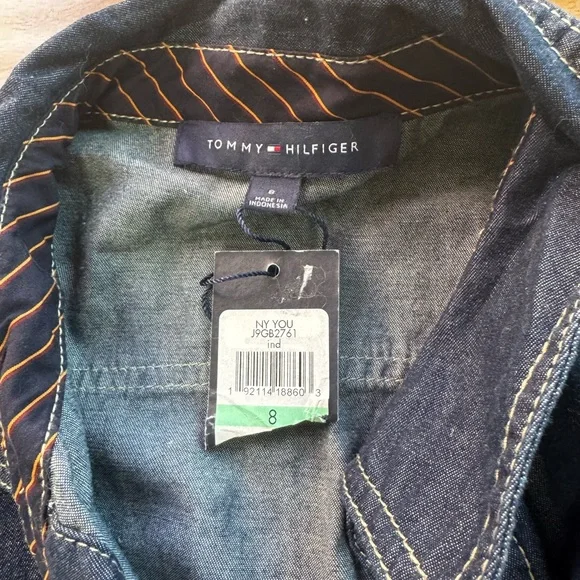 TOMMY HILFIGER
8
MADE IN
INDONESIA
NY YOU
J9GB2761
ind
1 92114 18860 3
8